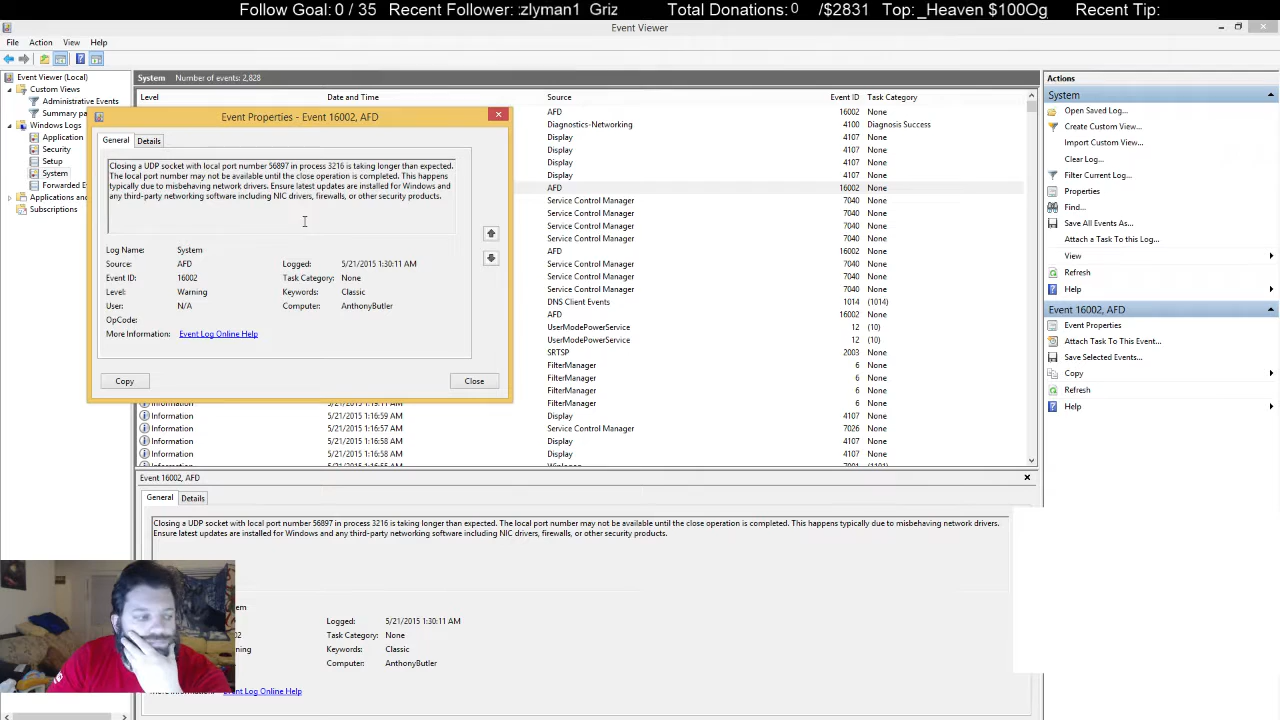 Follow Goal: 0 / 35 Recent Follower: zlyman1 Griz Total Donations: 0 /$2831 Top: _Heaven $100Og Recent Tip:
Event Viewer
File Action View Help
Event Viewer (Local)
Custom Views
Administrative Events
Summary pa
Windows Logs
Application
Security
Setup
System
Forwarded E
Applications and
Subscriptions
System Number of events: 2,828
Level Date and Time Source Event ID Task Category
AFD 16002 None
Diagnostics-Networking 4100 Diagnosis Success
Display 4107 None
Display 4107 None
Display 4107 None
Display 4107 None
AFD 16002 None
Service Control Manager 7040 None
Service Control Manager 7040 None
Service Control Manager 7040 None
Service Control Manager 7040 None
AFD 16002 None
Service Control Manager 7040 None
Service Control Manager 7040 None
Service Control Manager 7040 None
DNS Client Events 1014 (1014)
AFD 16002 None
UserModePowerService 12 (10)
UserModePowerService 12 (10)
SRTSP 2003 None
FilterManager 6 None
FilterManager 6 None
FilterManager 6 None
Information FilterManager 6 None
Information 5/21/2015 1:16:59 AM Display 4107 None
Information 5/21/2015 1:16:57 AM Service Control Manager 7026 None
Information 5/21/2015 1:16:58 AM Display 4107 None
Information 5/21/2015 1:16:58 AM Display 4107 None
Event Properties - Event 16002, AFD
General Details
Closing a UDP socket with local port number 56897 in process 3216 is taking longer than expected.
The local port number may not be available until the close operation is completed. This happens
typically due to misbehaving network drivers. Ensure latest updates are installed for Windows and
any third-party networking software including NIC drivers, firewalls, or other security products.
Log Name: System
Source: AFD Logged: 5/21/2015 1:30:11 AM
Event ID: 16002 Task Category: None
Level: Warning Keywords: Classic
User: N/A Computer: AnthonyButler
OpCode:
More Information: Event Log Online Help
Copy Close
Event 16002, AFD
General Details
Closing a UDP socket with local port number 56897 in process 3216 is taking longer than expected. The local port number may not be available until the close operation is completed. This happens typically due to misbehaving network drivers.
Ensure latest updates are installed for Windows and any third-party networking software including NIC drivers, firewalls, or other security products.
Logged: 5/21/2015 1:30:11 AM
Task Category: None
Keywords: Classic
Computer: AnthonyButler
Event Log Online Help
Actions
System
Open Saved Log...
Create Custom View...
Import Custom View...
Clear Log...
Filter Current Log...
Properties
Find...
Save All Events As...
Attach a Task To this Log...
View
Refresh
Help
Event 16002, AFD
Event Properties
Attach Task To This Event...
Save Selected Events...
Copy
Refresh
Help